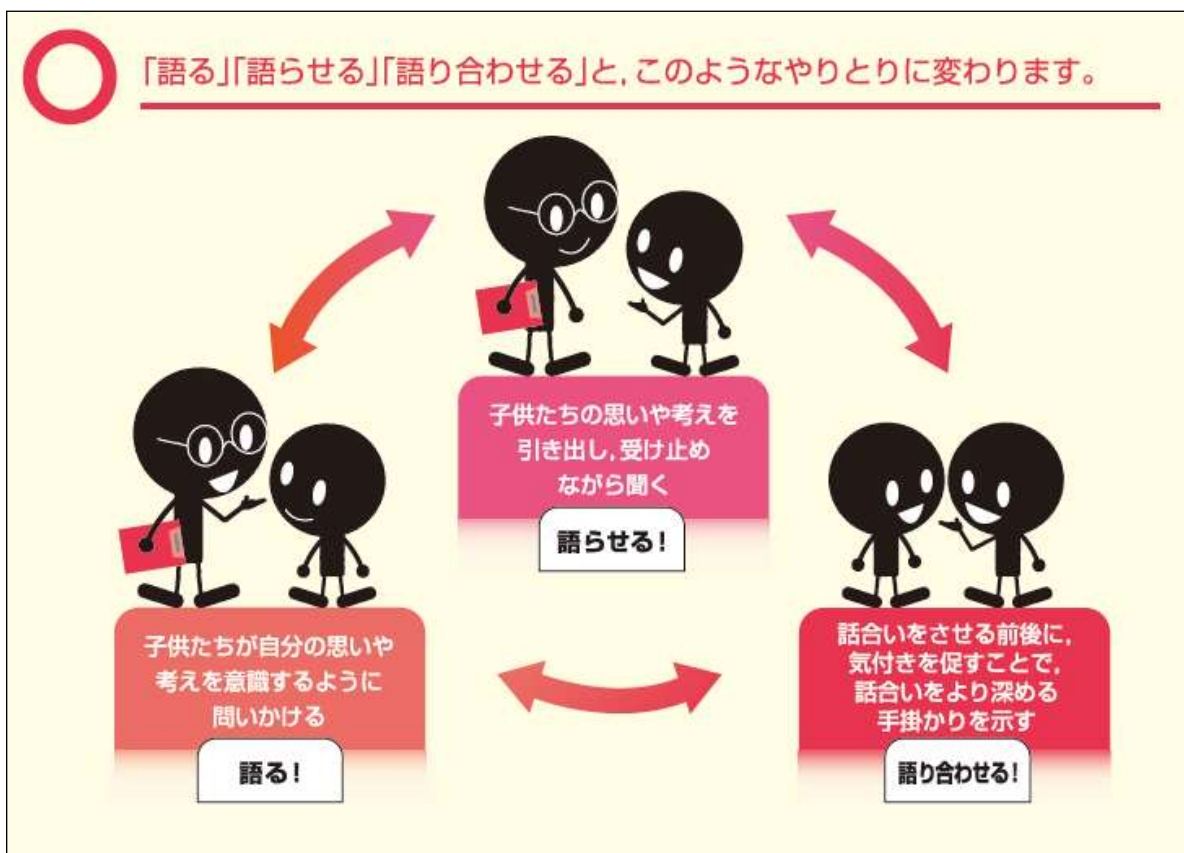 「語る」「語らせる」「語り合わせる」と，このようなやりとりに変わります。
子供たちの思いや考えを
引き出し，受け止め
ながら聞く
語らせる！
子供たちが自分の思いや
考えを意識するように
問いかける
語る！
話合いをさせる前後に，
気付きを促すことで，
話合いをより深める
手掛かりを示す
語り合わせる！